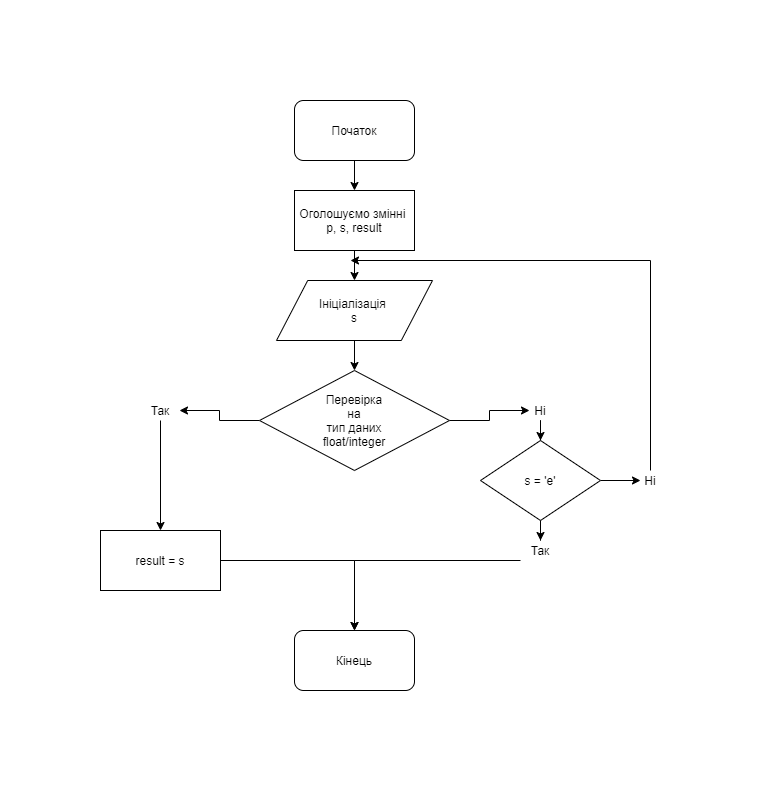 Початок
Оголошуємо змінні
p, s, result
Ініціалізація
s
Перевірка
на
тип даних
float/integer
Так
Ні
s = 'e'
Ні
Так
result = s
Кінець